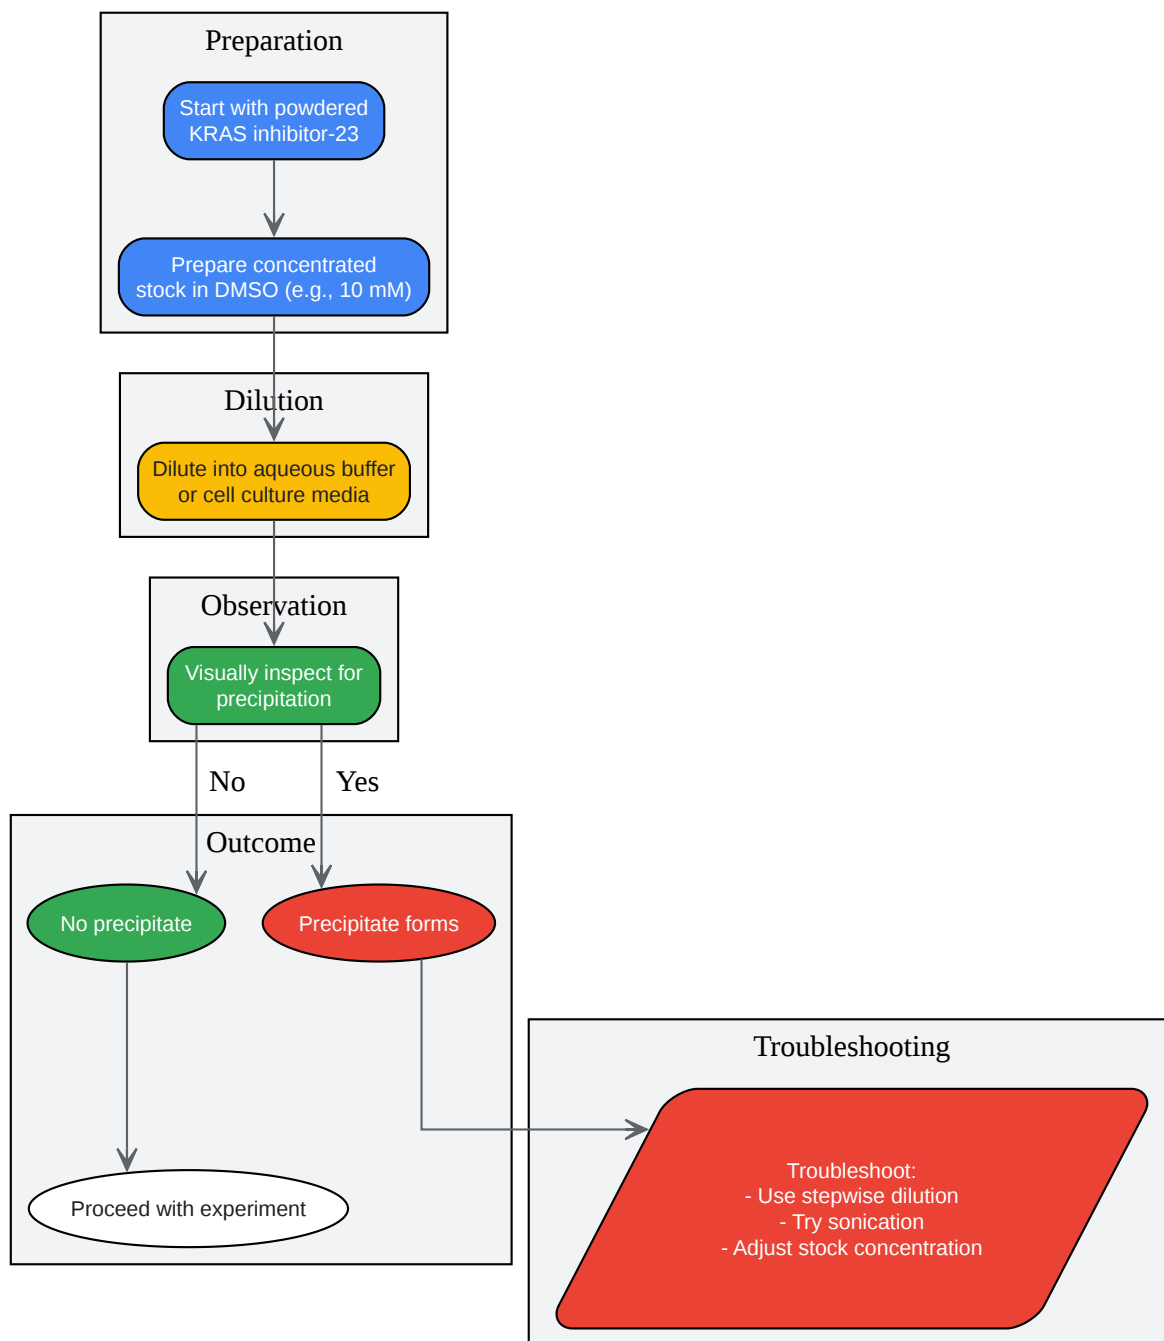 Preparation
Start with powdered
KRAS inhibitor-23
Prepare concentrated
stock in DMSO (e.g., 10 mM)
Dilution
Dilute into aqueous buffer
or cell culture media
Observation
Visually inspect for
precipitation
No
Yes
Outcome
No precipitate
Precipitate forms
Proceed with experiment
Troubleshooting
Troubleshoot:
- Use stepwise dilution
- Try sonication
- Adjust stock concentration